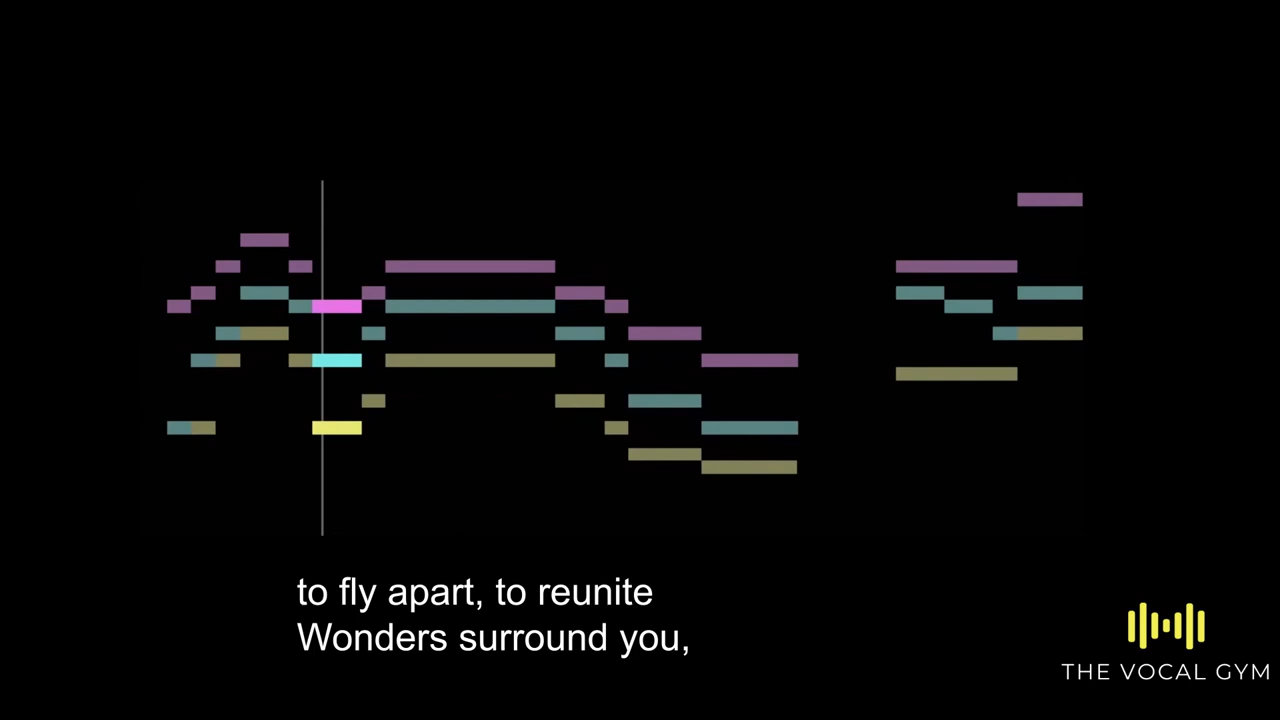 to fly apart, to reunite
Wonders surround you,
THE VOCAL GYM